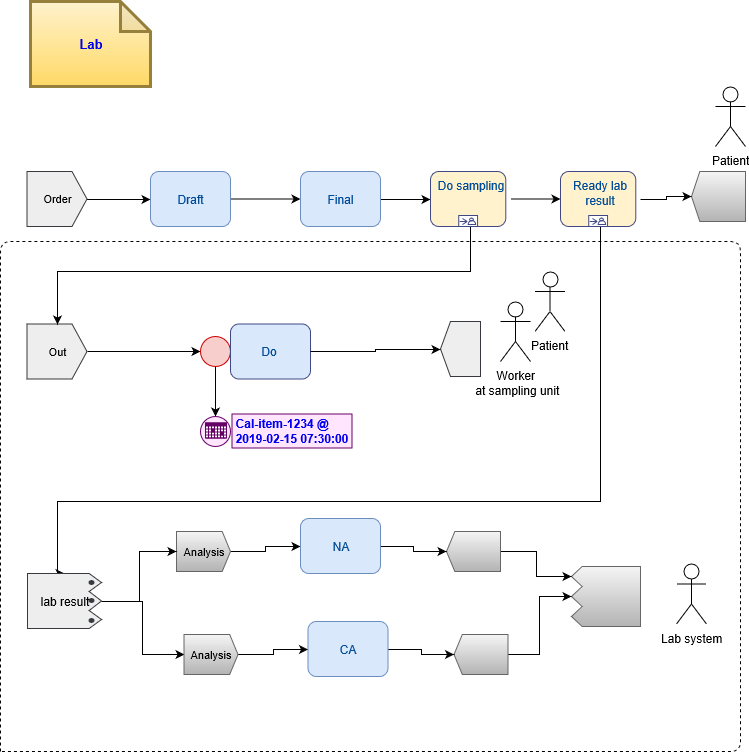 Lab
Patient
Order
Draft
Final
Do sampling
Ready lab
result
Out
Do
Patient
Worker
at sampling unit
Cal-item-1234 @
2019-02-15 07:30:00
Analysis
NA
lab result
Lab system
Analysis
CA